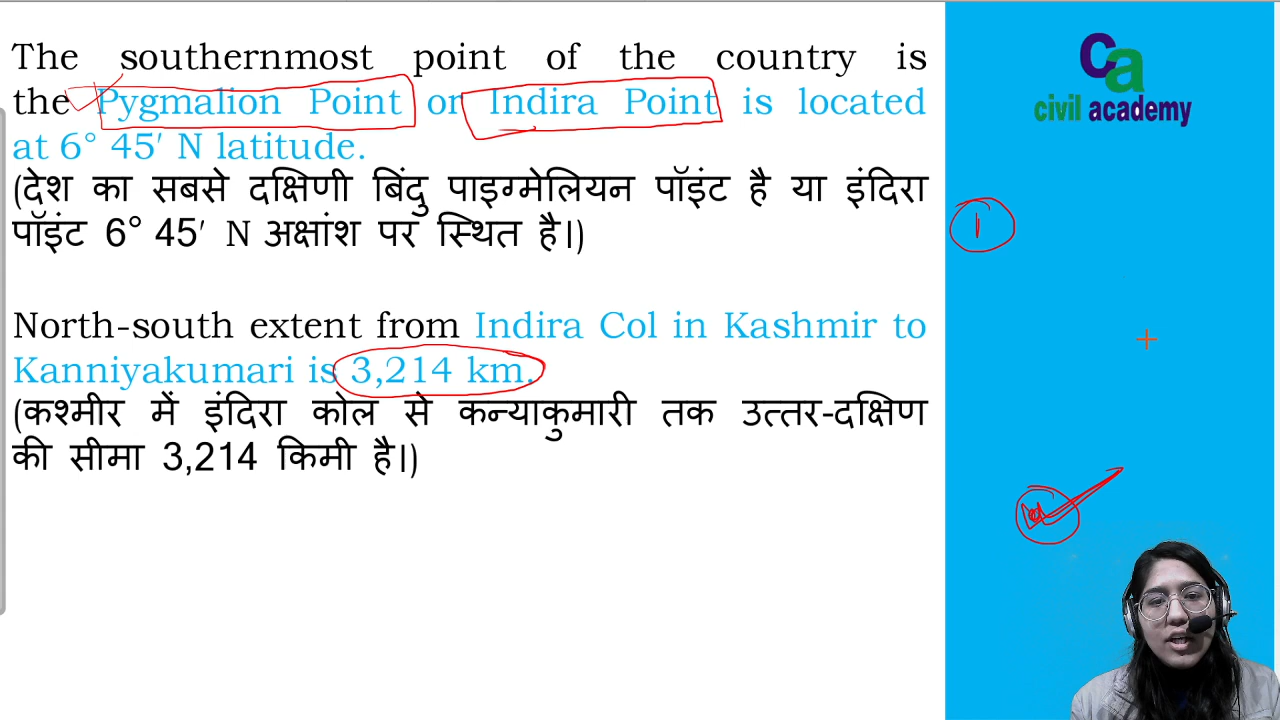 The southernmost point of the country is
the Pygmalion Point or Indira Point is located
at 6° 45′ N latitude.
(देश का सबसे दक्षिणी बिंदु पाइग्मेलियन पॉइंट है या इंदिरा
पॉइंट 6° 45′ N अक्षांश पर स्थित है।)
North-south extent from Indira Col in Kashmir to
Kanniyakumari is 3,214 km.
(कश्मीर में इंदिरा कोल से कन्याकुमारी तक उत्तर-दक्षिण
की सीमा 3,214 किमी है।)
ca
civil academy
1